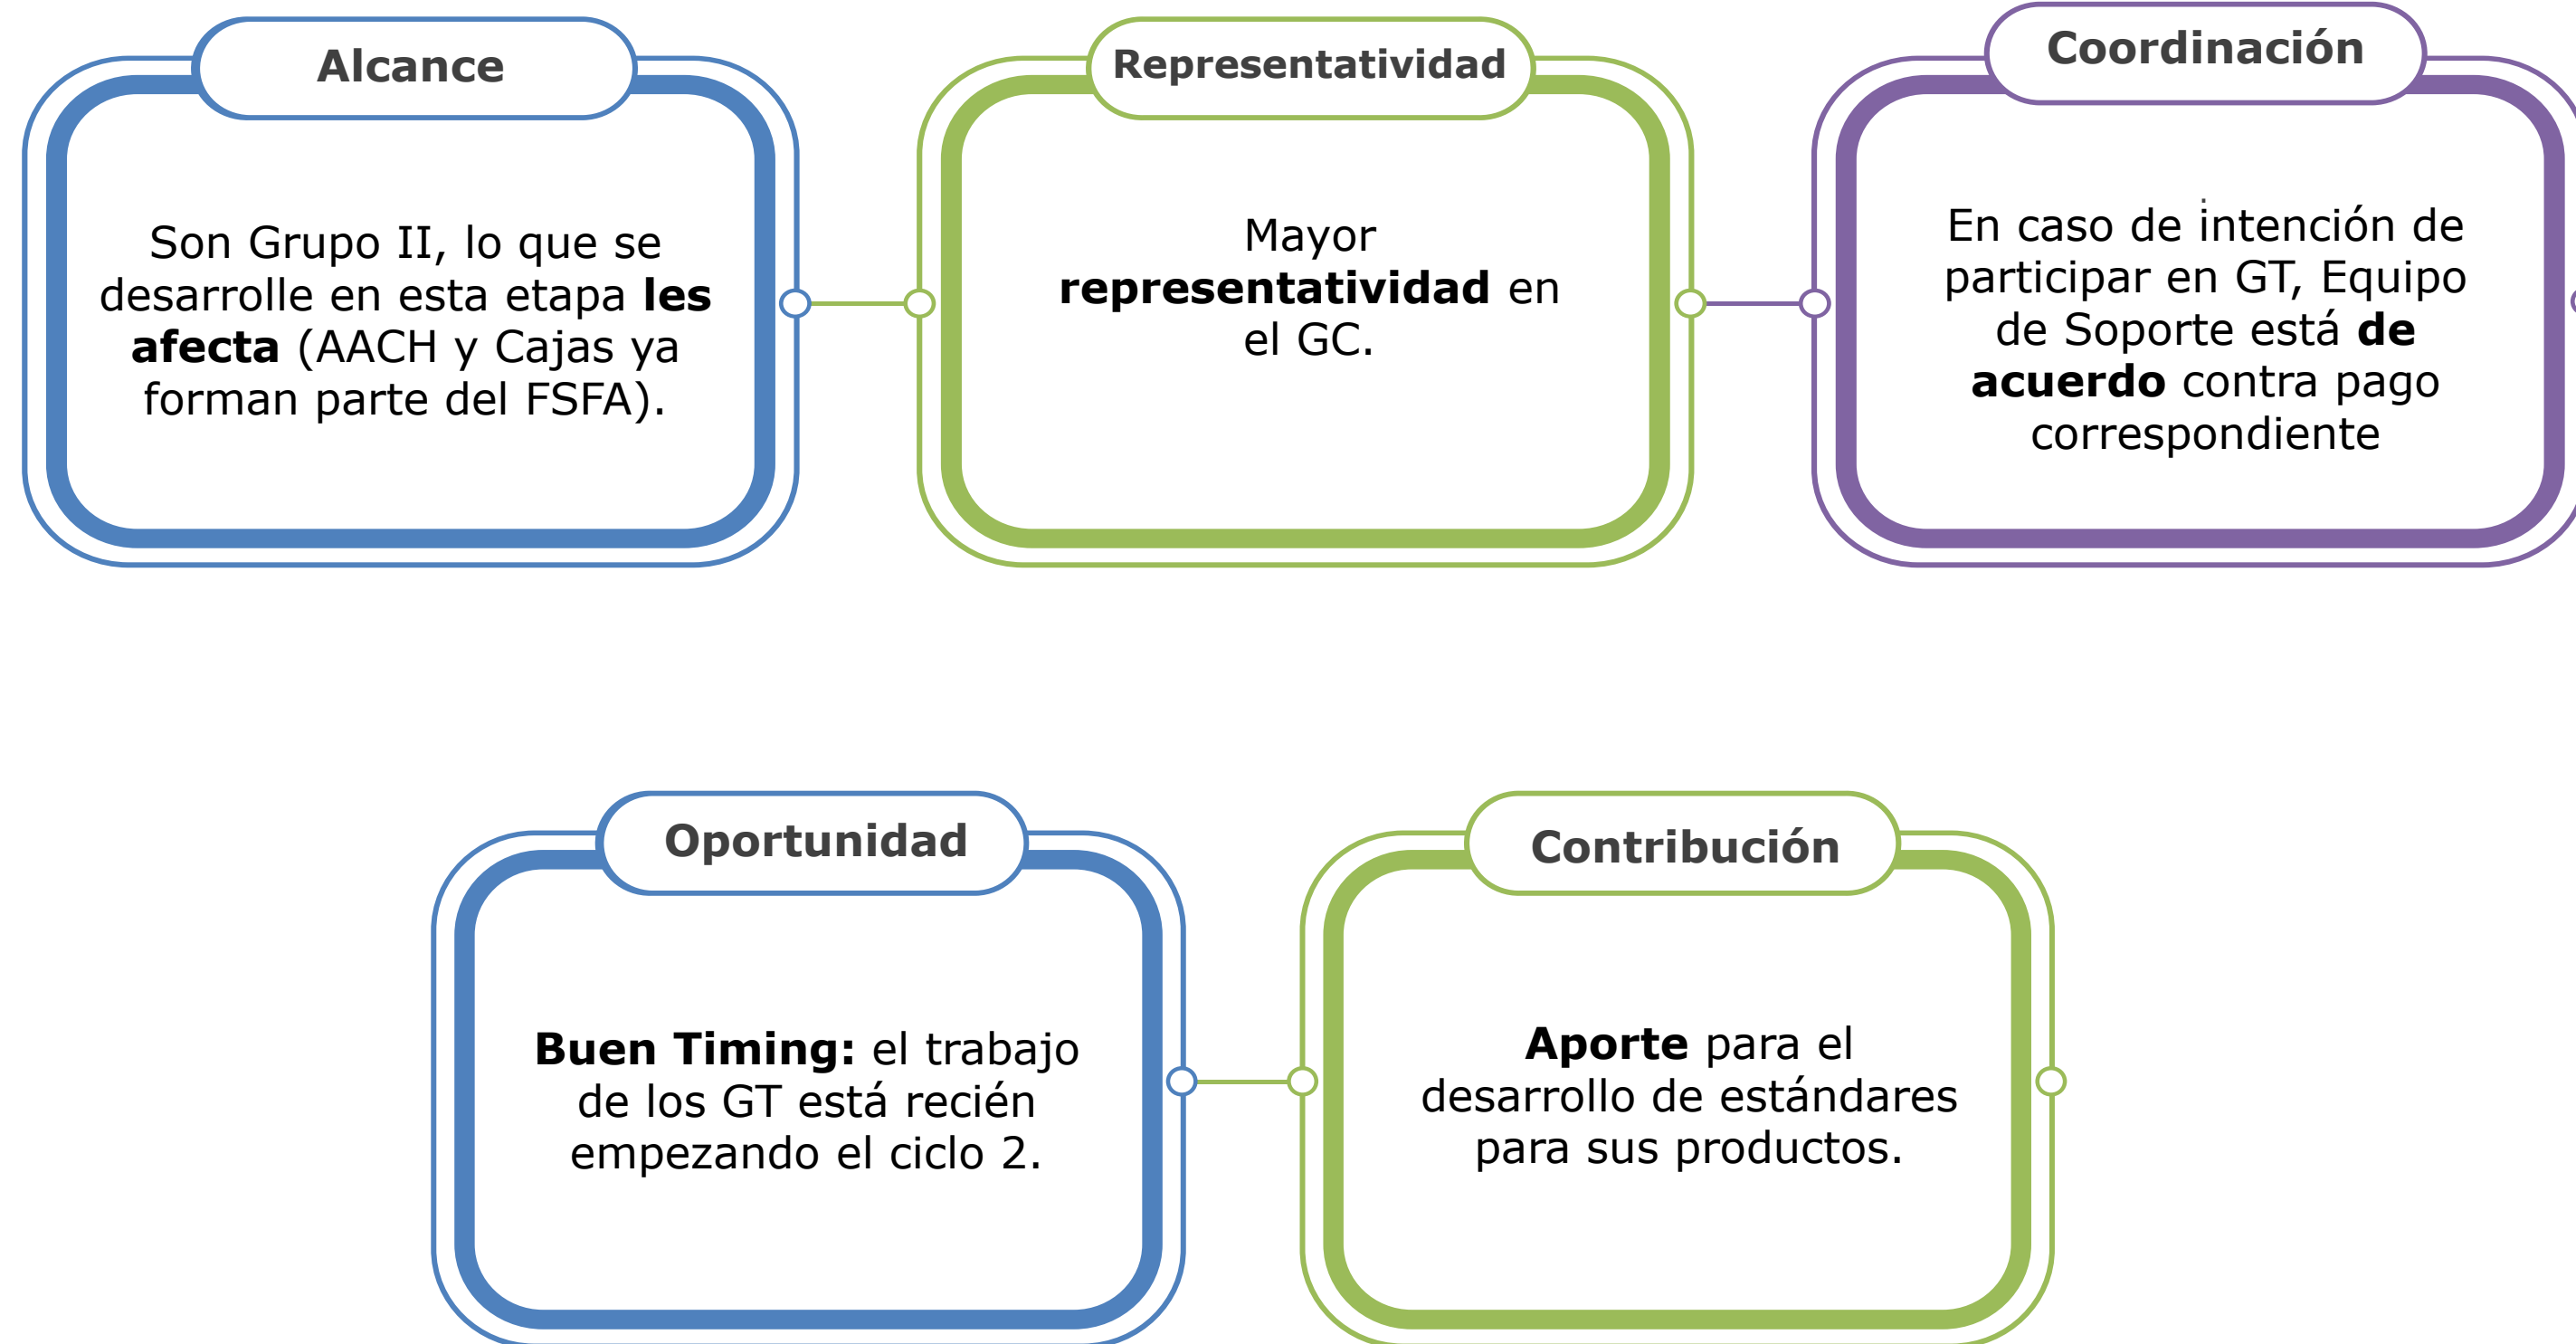 Alcance
Son Grupo II, lo que se
desarrolle en esta etapa les
afecta (AACH y Cajas ya
forman parte del FSFA).
Representatividad
Mayor
representatividad en
el GC.
Coordinación
.
En caso de intención de
participar en GT, Equipo
de Soporte está de
acuerdo contra pago
correspondiente
Oportunidad
Buen Timing: el trabajo
de los GT está recién
empezando el ciclo 2.
Contribución
Aporte para el
desarrollo de estándares
para sus productos.